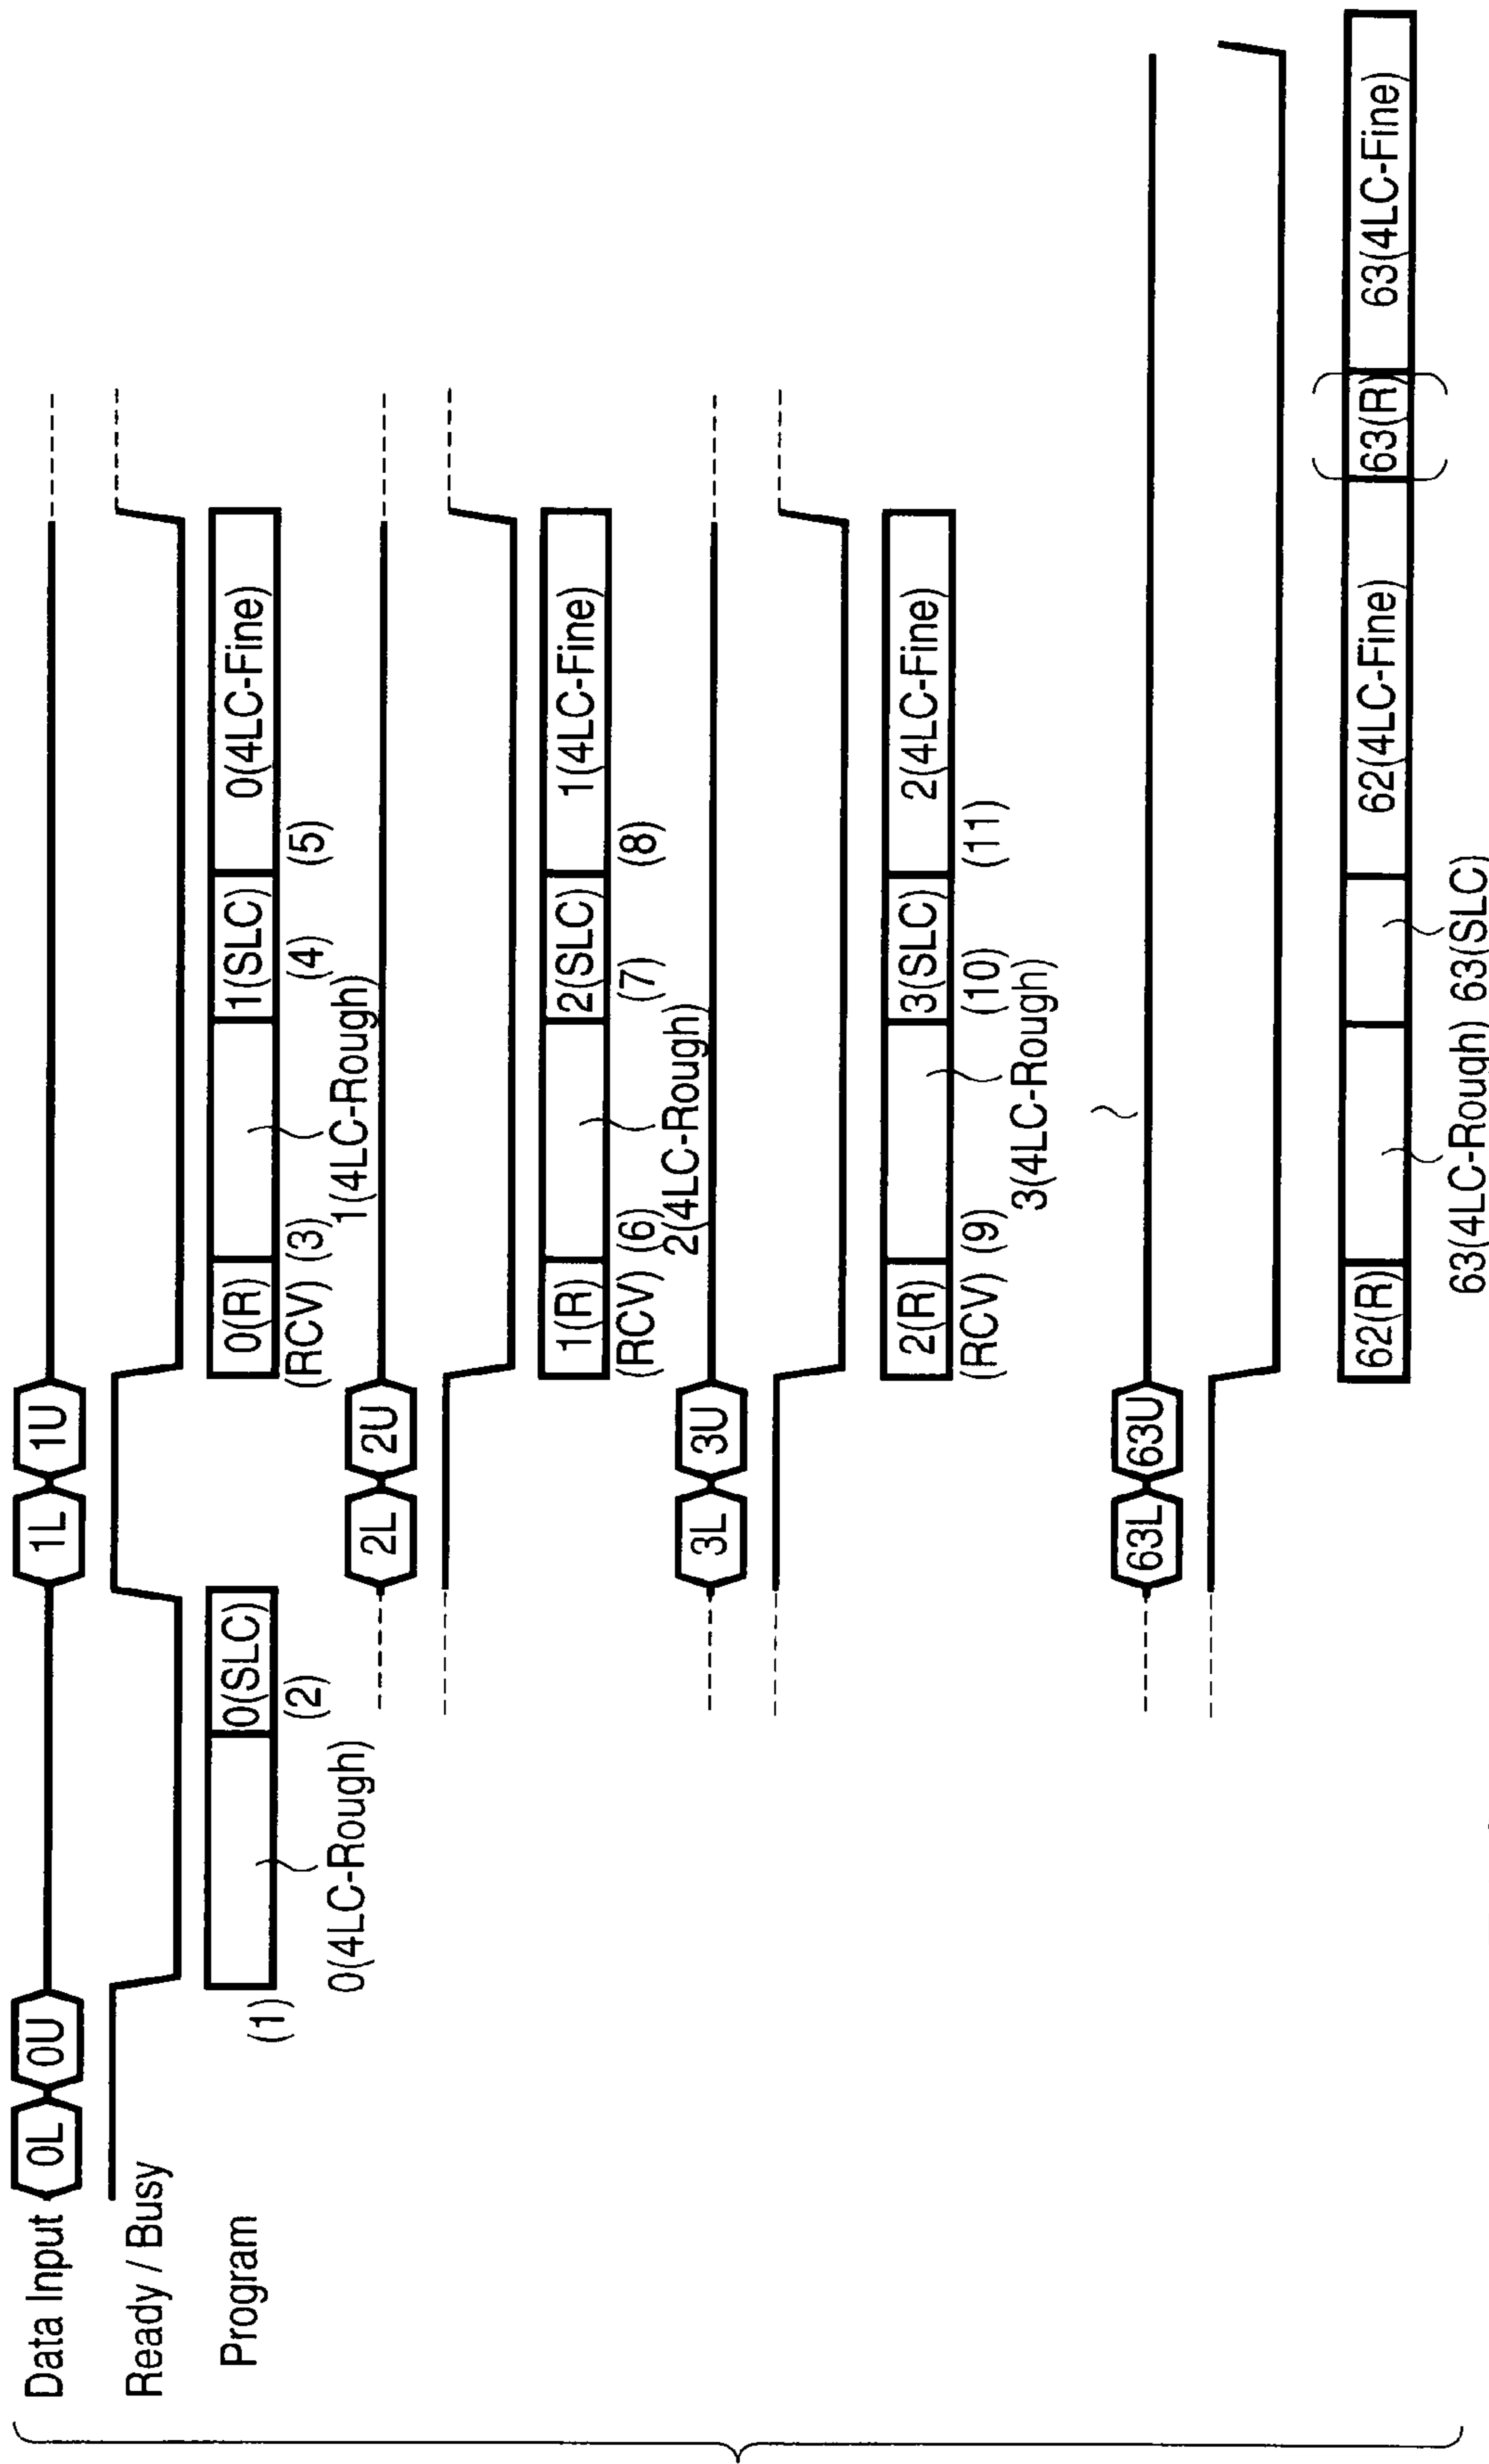 Data Input 0L 0U 1L 1U
Ready / Busy
Program 0(SLC) 0(R) 1(SLC) 0(4LC-Fine)
(1) (2) (RCV) (3) (4) (5)
0(4LC-Rough) 1(4LC-Rough)
2L 2U
1(R) 2(SLC) 1(4LC-Fine)
(RCV) (6) (7) (8)
2(4LC-Rough)
3L 3U
2(R) 3(SLC) 2(4LC-Fine)
(RCV) (9) (10) (11)
3(4LC-Rough)
63L 63U
62(R) 62(4LC-Fine) 63(R) 63(4LC-Fine)
63(4LC-Rough) 63(SLC)